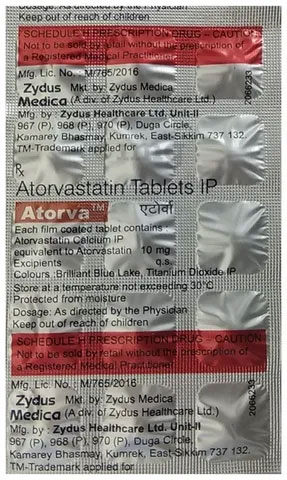 Dosage: As directed by the Physician
Keep out of reach of children
SCHEDULE H PRESCRIPTION DRUG – CAUTION
Not to be sold by retail without the prescription of
a Registered Medical Practitioner
Mfg. Lic. No. : M/765/2016
Zydus Mkt. by: Zydus Medica
Medica (A div. of Zydus Healthcare Ltd.)
2066233
Mfg. by : Zydus Healthcare Ltd. Unit-II
967 (P), 968 (P), 970 (P), Duga Circle,
Kamarey Bhasmay, Kumrek, East-Sikkim 737 132.
TM-Trademark applied for
Rx
Atorvastatin Tablets IP
Atorva™ एटोर्वा
Each film coated tablet contains :
Atorvastatin Calcium IP
equivalent to Atorvastatin 10 mg
Excipients q.s.
Colours :Brilliant Blue Lake, Titanium Dioxide IP
Store at a temperature not exceeding 30°C
Protected from moisture
Dosage: As directed by the Physician
Keep out of reach of children
SCHEDULE H PRESCRIPTION DRUG – CAUTION
Not to be sold by retail without the prescription of
a Registered Medical Practitioner
Mfg. Lic. No. : M/765/2016
Zydus Mkt. by: Zydus Medica
Medica (A div. of Zydus Healthcare Ltd.)
2066233
Mfg. by : Zydus Healthcare Ltd. Unit-II
967 (P), 968 (P), 970 (P), Duga Circle,
Kamarey Bhasmay, Kumrek, East-Sikkim 737 132.
TM-Trademark applied for